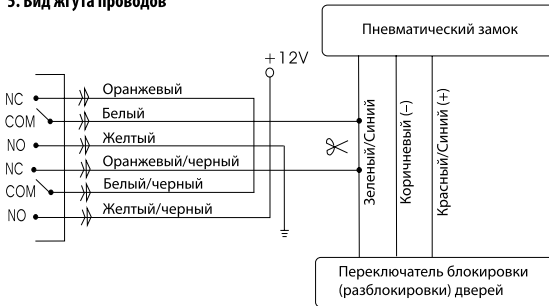 5. Вид жгута проводов
Пневматический замок
+12V
NC
Оранжевый
COM
Белый
NO
Желтый
NC
Оранжевый/черный
COM
Белый/черный
NO
Желтый/черный
Зеленый/Синий
Коричневый (–)
Красный/Синий (+)
Переключатель блокировки
(разблокировки) дверей